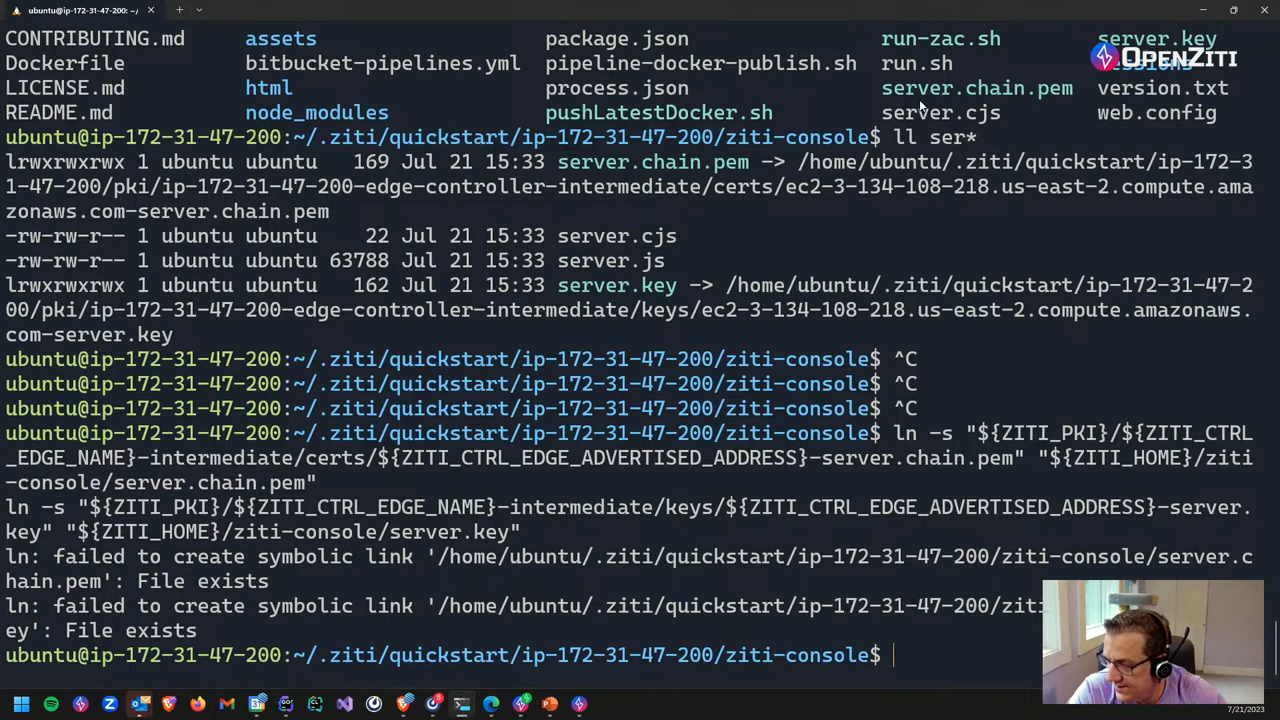 ubuntu@ip-172-31-47-200: ~/.
CONTRIBUTING.md assets package.json run-zac.sh server.key
OPENZITI
Dockerfile bitbucket-pipelines.yml pipeline-docker-publish.sh run.sh sessions
LICENSE.md html process.json server.chain.pem version.txt
README.md node_modules pushLatestDocker.sh server.cjs web.config
ubuntu@ip-172-31-47-200:~/.ziti/quickstart/ip-172-31-47-200/ziti-console$ ll ser*
lrwxrwxrwx 1 ubuntu ubuntu 169 Jul 21 15:33 server.chain.pem -> /home/ubuntu/.ziti/quickstart/ip-172-3
1-47-200/pki/ip-172-31-47-200-edge-controller-intermediate/certs/ec2-3-134-108-218.us-east-2.compute.ama
zonaws.com-server.chain.pem
-rw-rw-r-- 1 ubuntu ubuntu 22 Jul 21 15:33 server.cjs
-rw-rw-r-- 1 ubuntu ubuntu 63788 Jul 21 15:33 server.js
lrwxrwxrwx 1 ubuntu ubuntu 162 Jul 21 15:33 server.key -> /home/ubuntu/.ziti/quickstart/ip-172-31-47-2
00/pki/ip-172-31-47-200-edge-controller-intermediate/keys/ec2-3-134-108-218.us-east-2.compute.amazonaws.
com-server.key
ubuntu@ip-172-31-47-200:~/.ziti/quickstart/ip-172-31-47-200/ziti-console$ ^C
ubuntu@ip-172-31-47-200:~/.ziti/quickstart/ip-172-31-47-200/ziti-console$ ^C
ubuntu@ip-172-31-47-200:~/.ziti/quickstart/ip-172-31-47-200/ziti-console$ ^C
ubuntu@ip-172-31-47-200:~/.ziti/quickstart/ip-172-31-47-200/ziti-console$ ln -s "${ZITI_PKI}/${ZITI_CTRL
_EDGE_NAME}-intermediate/certs/${ZITI_CTRL_EDGE_ADVERTISED_ADDRESS}-server.chain.pem" "${ZITI_HOME}/ziti
-console/server.chain.pem"
ln -s "${ZITI_PKI}/${ZITI_CTRL_EDGE_NAME}-intermediate/keys/${ZITI_CTRL_EDGE_ADVERTISED_ADDRESS}-server.
key" "${ZITI_HOME}/ziti-console/server.key"
ln: failed to create symbolic link '/home/ubuntu/.ziti/quickstart/ip-172-31-47-200/ziti-console/server.c
hain.pem': File exists
ln: failed to create symbolic link '/home/ubuntu/.ziti/quickstart/ip-172-31-47-200/ziti
ey': File exists
ubuntu@ip-172-31-47-200:~/.ziti/quickstart/ip-172-31-47-200/ziti-console$
7/21/2023